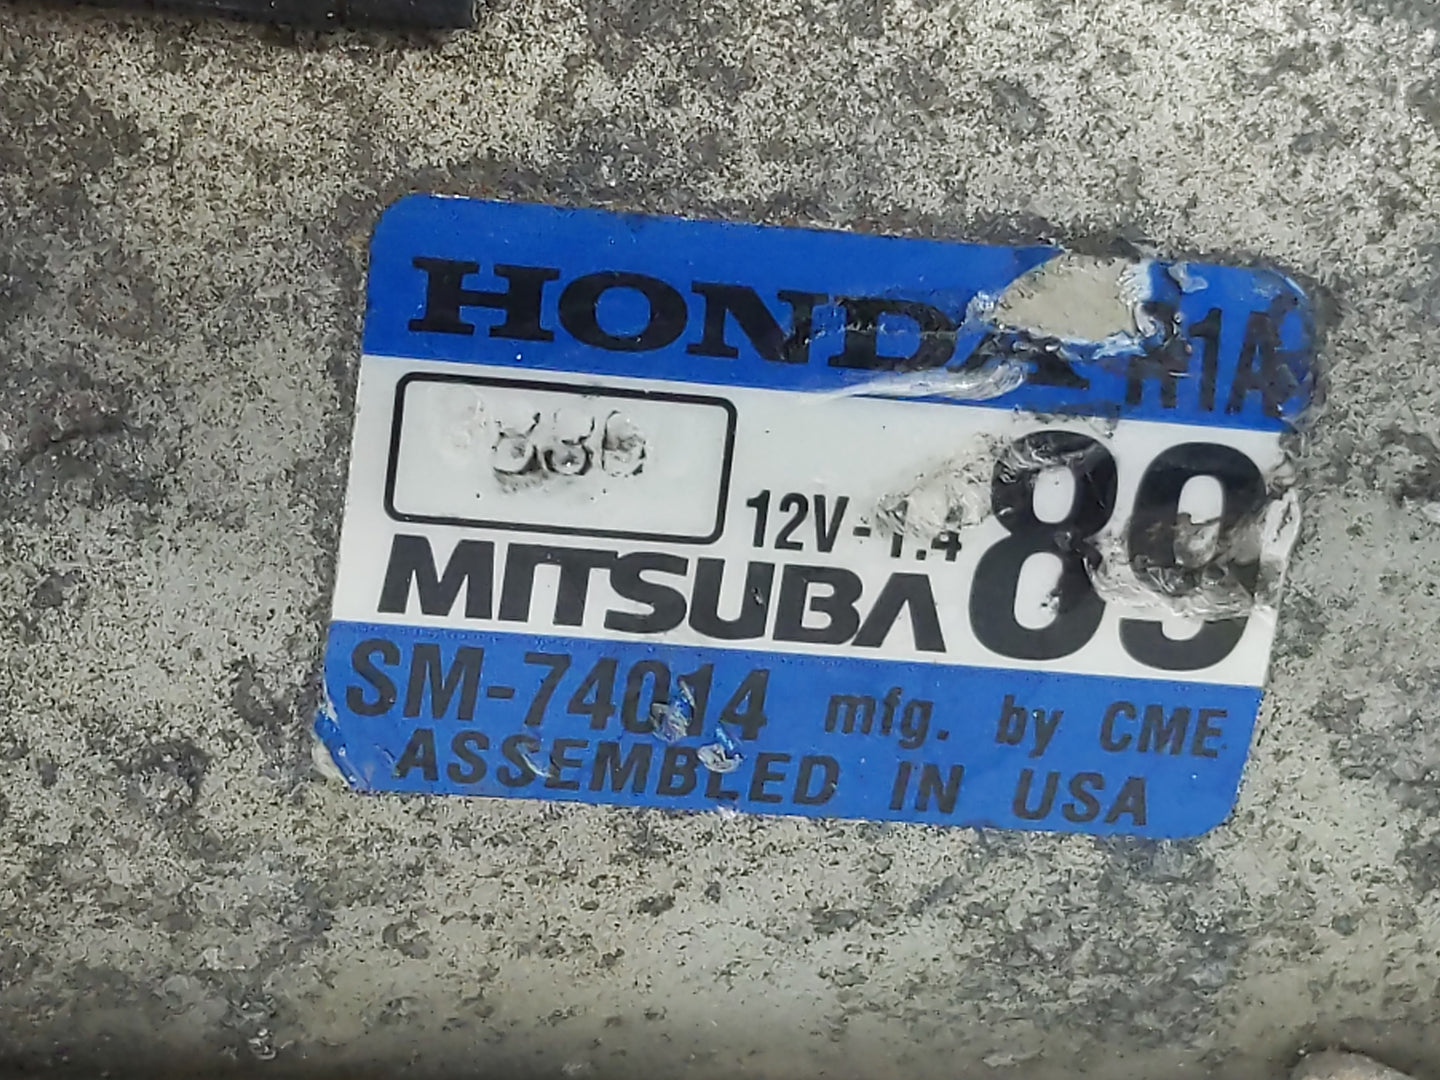 HONDA
12V-1.4 89
MITSUBA
SM-74014 mfg. by CME
ASSEMBLED IN USA